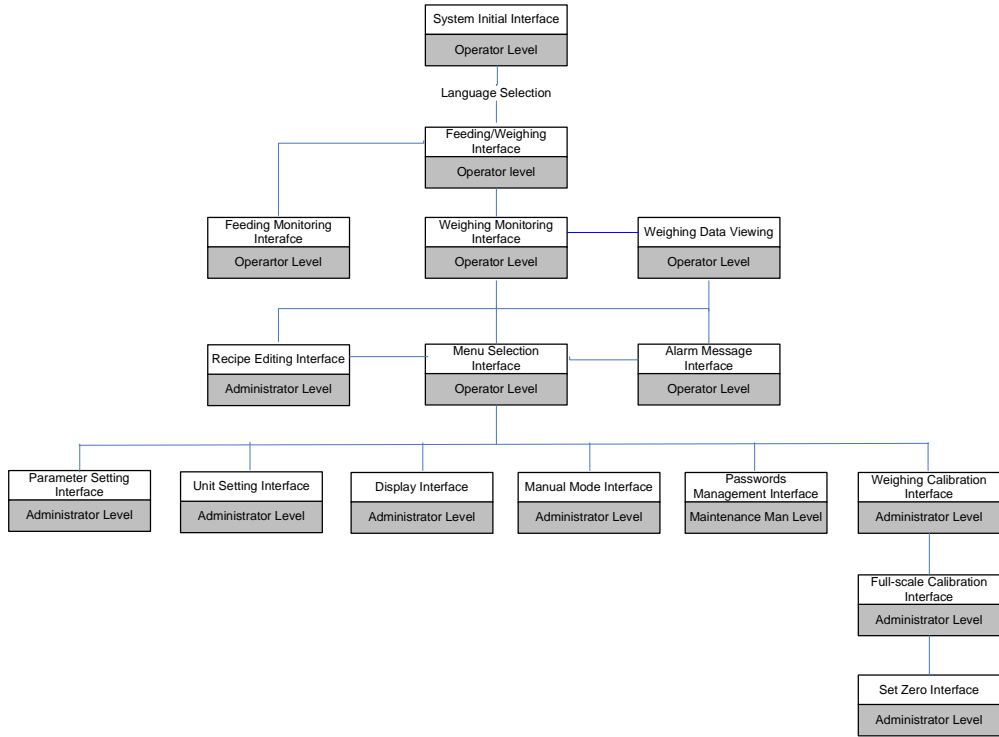 System Initial Interface
Operator Level
Language Selection
Feeding/Weighing
Interface
Operator level
Feeding Monitoring
Interafce
Operartor Level
Weighing Monitoring
Interface
Operator Level
Weighing Data Viewing
Operator Level
Recipe Editing Interface
Administrator Level
Menu Selection
Interface
Operator Level
Alarm Message
Interface
Operator Level
Parameter Setting
Interface
Administrator Level
Unit Setting Interface
Administrator Level
Display Interface
Administrator Level
Manual Mode Interface
Administrator Level
Passwords
Management Interface
Maintenance Man Level
Weighing Calibration
Interface
Administrator Level
Full-scale Calibration
Interface
Administrator Level
Set Zero Interface
Administrator Level